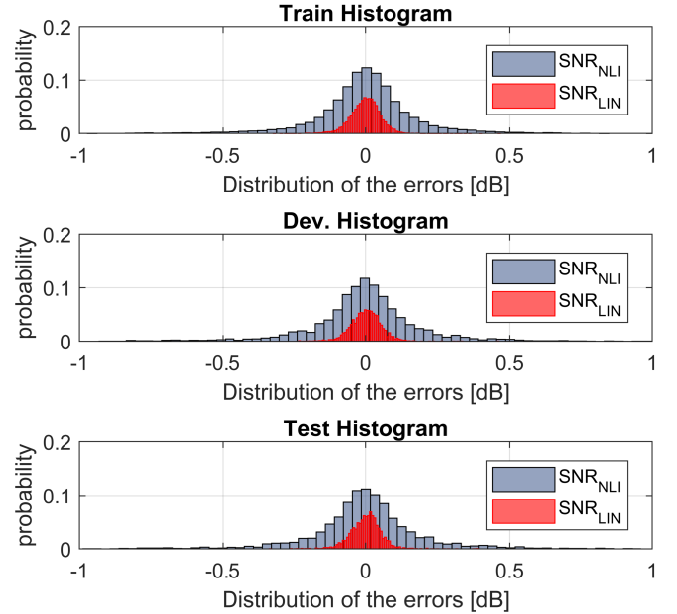 Train Histogram
probability
0.2
0.1
0
SNR_NLI
SNR_LIN
-1 -0.5 0 0.5 1
Distribution of the errors [dB]
Dev. Histogram
probability
0.2
0.1
0
SNR_NLI
SNR_LIN
-1 -0.5 0 0.5 1
Distribution of the errors [dB]
Test Histogram
probability
0.2
0.1
0
SNR_NLI
SNR_LIN
-1 -0.5 0 0.5 1
Distribution of the errors [dB]